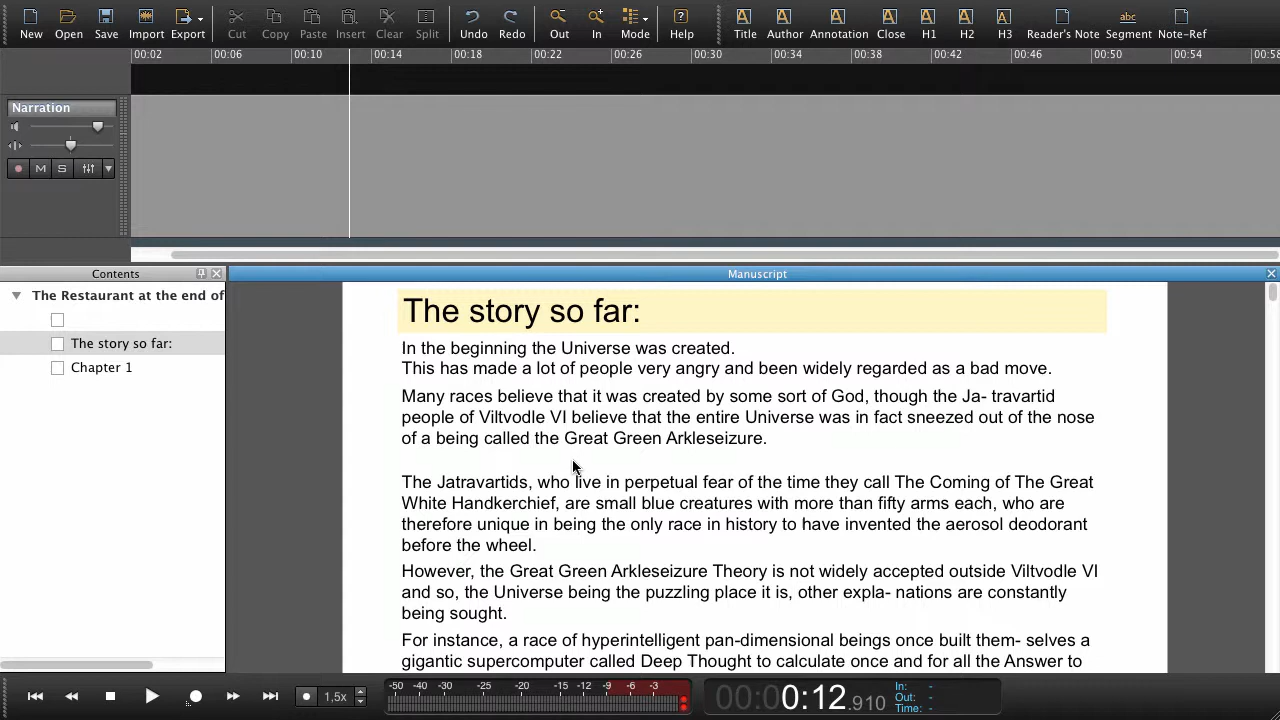 New Open Save Import Export Cut Copy Paste Insert Clear Split Undo Redo Out In Mode Help Title Author Annotation Close H1 H2 H3 Reader's Note Segment Note-Ref
00:02 00:06 00:10 00:14 00:18 00:22 00:26 00:30 00:34 00:38 00:42 00:46 00:50 00:54 00:58
Narration
M S
Contents
Manuscript
The Restaurant at the end of
The story so far:
Chapter 1
The story so far:
In the beginning the Universe was created.
This has made a lot of people very angry and been widely regarded as a bad move.
Many races believe that it was created by some sort of God, though the Ja- travartid
people of Viltvodle VI believe that the entire Universe was in fact sneezed out of the nose
of a being called the Great Green Arkleseizure.
The Jatravartids, who live in perpetual fear of the time they call The Coming of The Great
White Handkerchief, are small blue creatures with more than fifty arms each, who are
therefore unique in being the only race in history to have invented the aerosol deodorant
before the wheel.
However, the Great Green Arkleseizure Theory is not widely accepted outside Viltvodle VI
and so, the Universe being the puzzling place it is, other expla- nations are constantly
being sought.
For instance, a race of hyperintelligent pan-dimensional beings once built them- selves a
gigantic supercomputer called Deep Thought to calculate once and for all the Answer to
1,5x
-50 -40 -30 -25 -20 -15 -12 -9 -6 -3
00:00:12.910
In: -
Out: -
Time: -